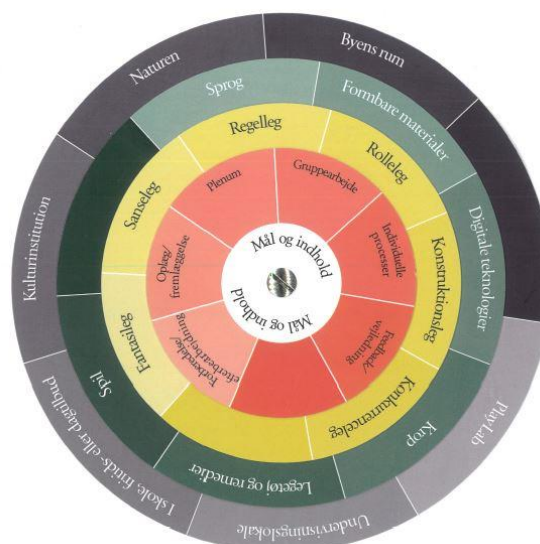 Naturen
Byens rum
PlayLab
Undervisningslokale
I skole, fritids- eller dagtilbud
Kulturinstitution
Sprog
Formbare materialer
Digitale teknologier
Krop
Legetøj og remedier
Spil
Regelleg
Rolleleg
Konstruktionsleg
Konkurrenceleg
Fantasileg
Sanseleg
Plenum
Gruppearbejde
Individuelle
processer
Feedback/
vejledning
Forberedelse/
efterbearbejdning
Oplæg/
fremlæggelse
Mål og indhold
Mål og indhold